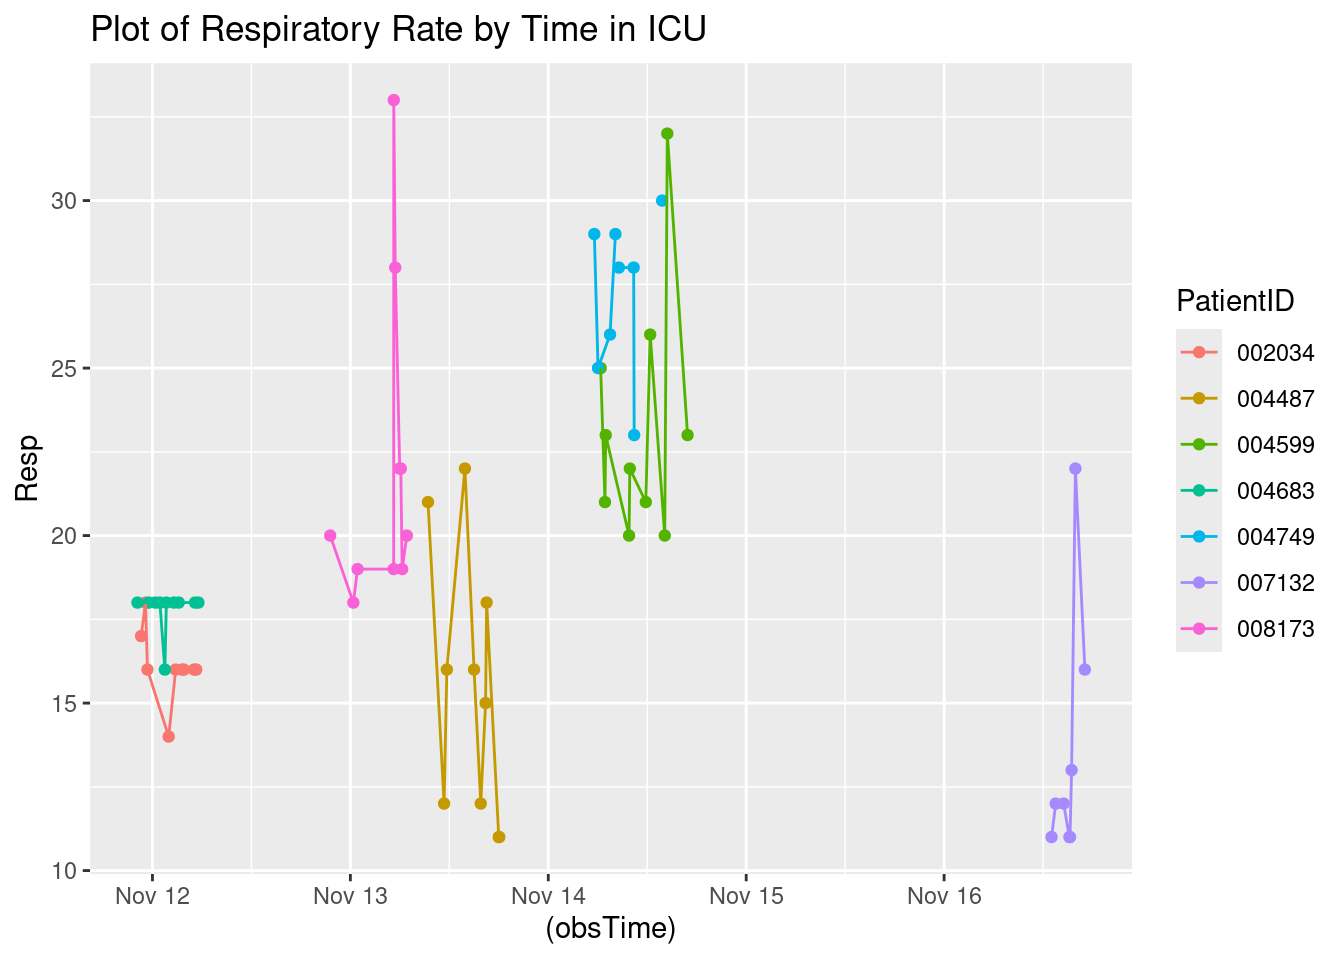 Plot of Respiratory Rate by Time in ICU
30
25
20
15
10
Resp
Nov 12
Nov 13
Nov 14
Nov 15
Nov 16
(obsTime)
PatientID
002034
004487
004599
004683
004749
007132
008173